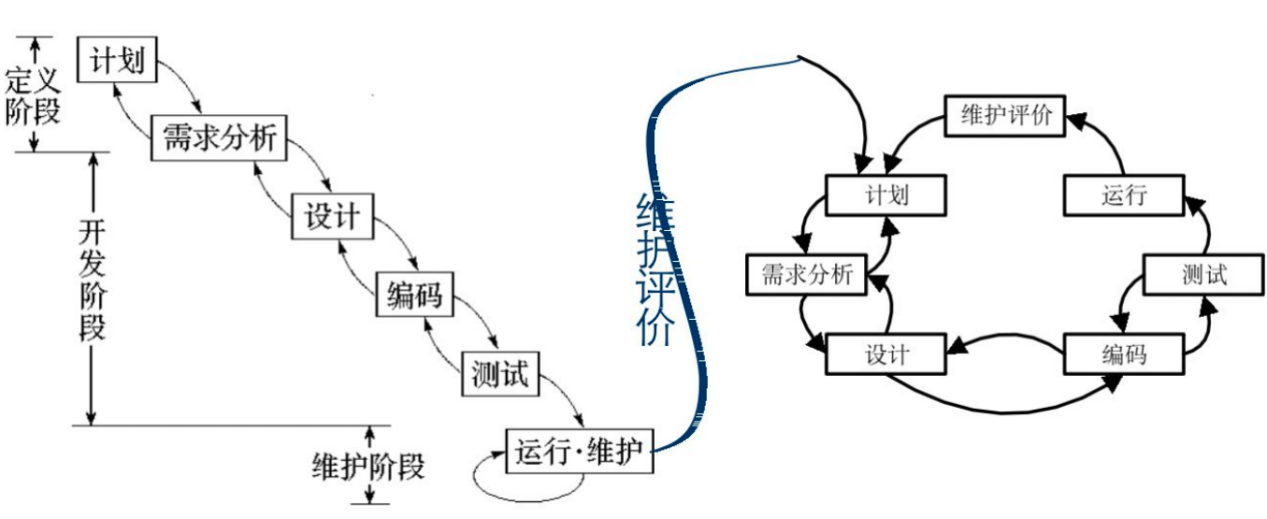 计划
定义
阶段
需求分析
开发阶段
设计
编码
测试
运行·维护
维护阶段
维护评价
维护评价
计划
运行
需求分析
测试
设计
编码